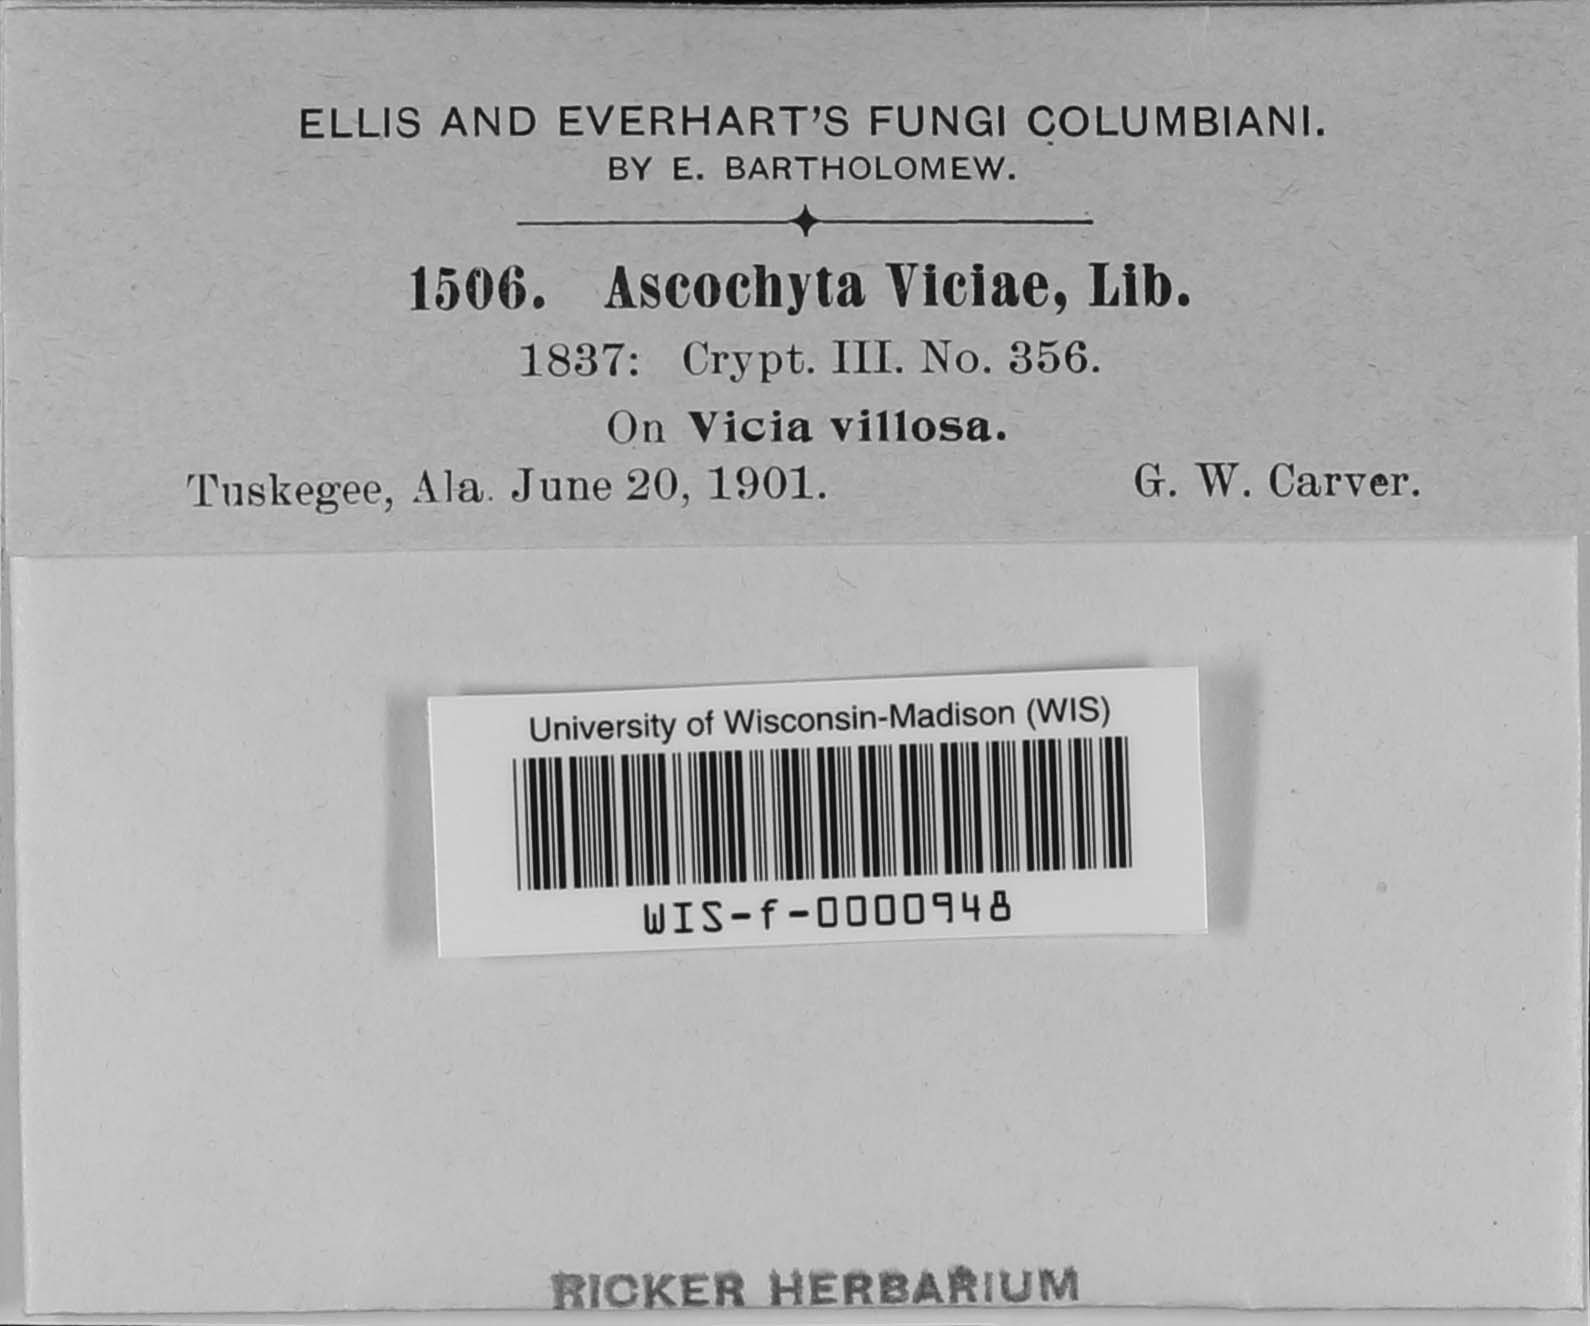 ELLIS AND EVERHART'S FUNGI COLUMBIANI.
BY E. BARTHOLOMEW.
1506. Ascochyta Viciae, Lib.
1837: Crypt. III. No. 356.
On Vicia villosa.
Tuskegee, Ala. June 20, 1901. G. W. Carver.
University of Wisconsin-Madison (WIS)
WIS-f-0000948
RICKER HERBARIUM